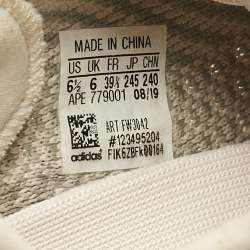 MADE IN CHINA
US UK FR JP CHN
6½ 6 39⅓ 245 240
APE 779001 08/19
ART FW3042
#123495204
adidas F1K6ZBFk00164